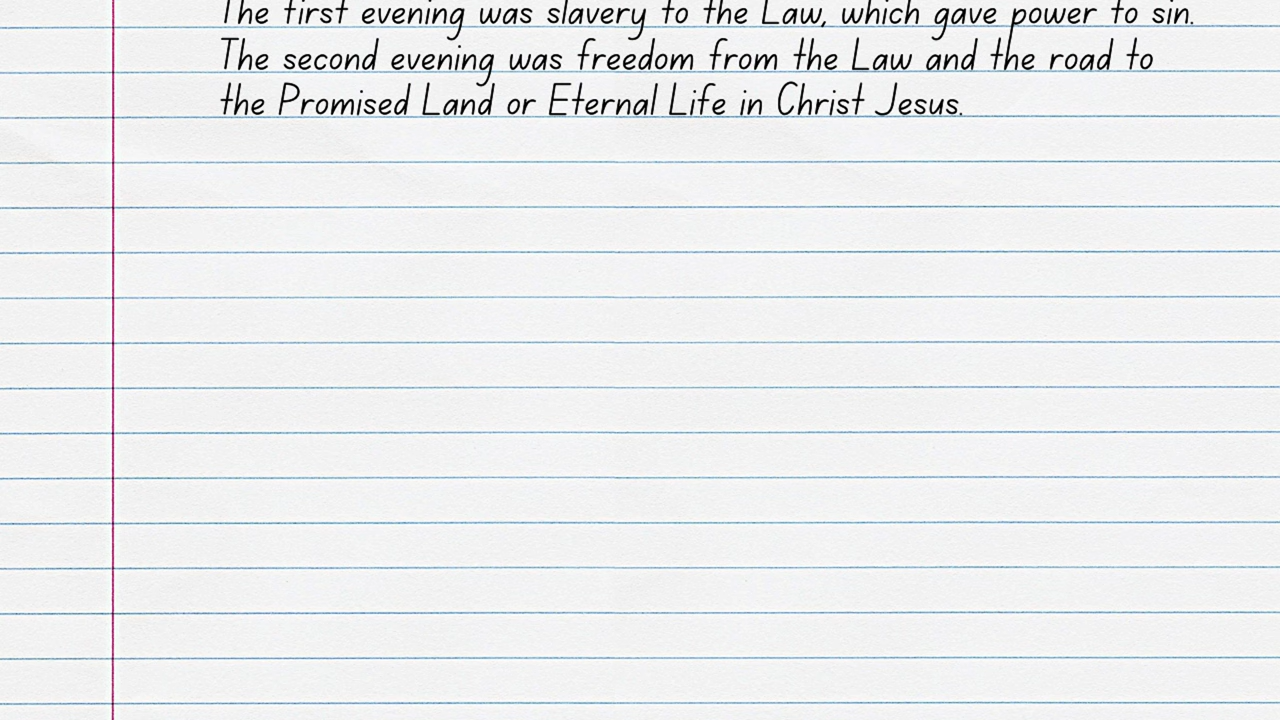 The first evening was slavery to the Law, which gave power to sin.
The second evening was freedom from the Law and the road to
the Promised Land or Eternal Life in Christ Jesus.